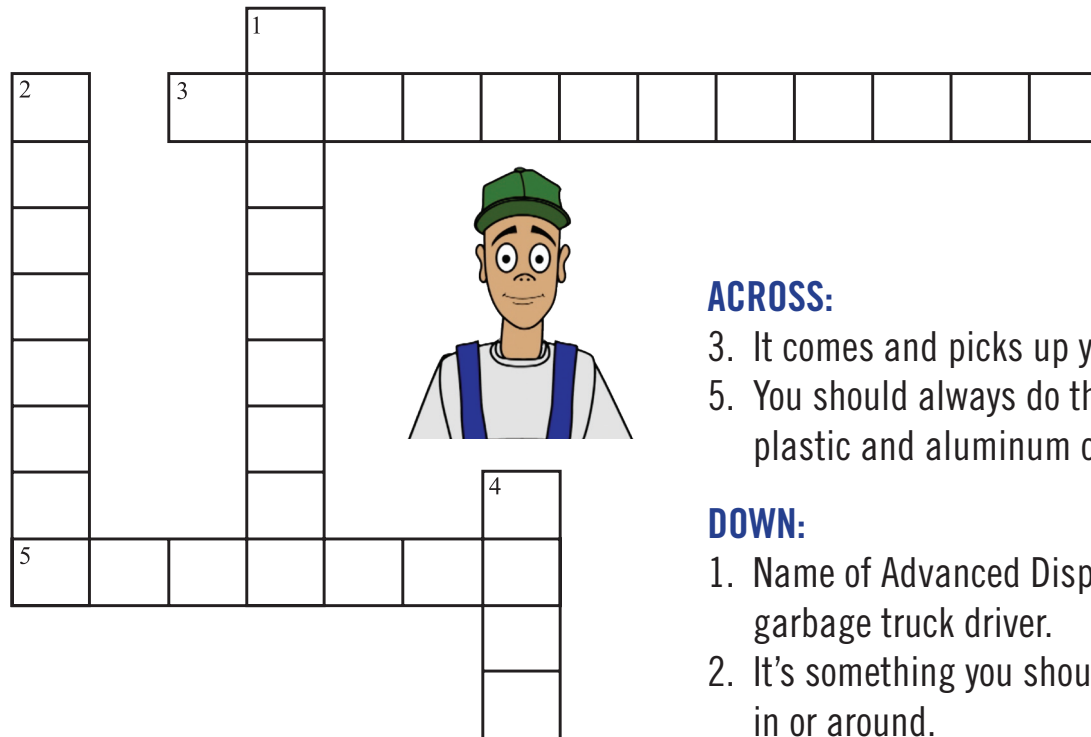 1
2
3
4
5
ACROSS:
3. It comes and picks up y
5. You should always do th
plastic and aluminum
DOWN:
1. Name of Advanced Disp
garbage truck driver.
2. It’s something you shou
in or around.